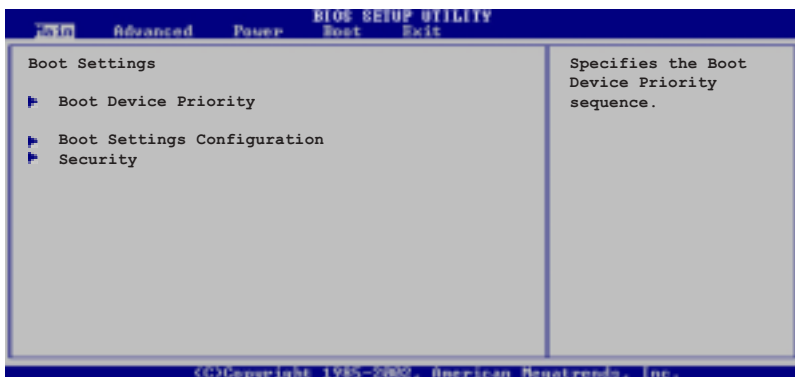 BIOS SETUP UTILITY
Main Advanced Power Boot Exit
Boot Settings
Boot Device Priority
Boot Settings Configuration
Security
Specifies the Boot
Device Priority
sequence.
(C)Copyright 1985-2002, American Megatrends, Inc.